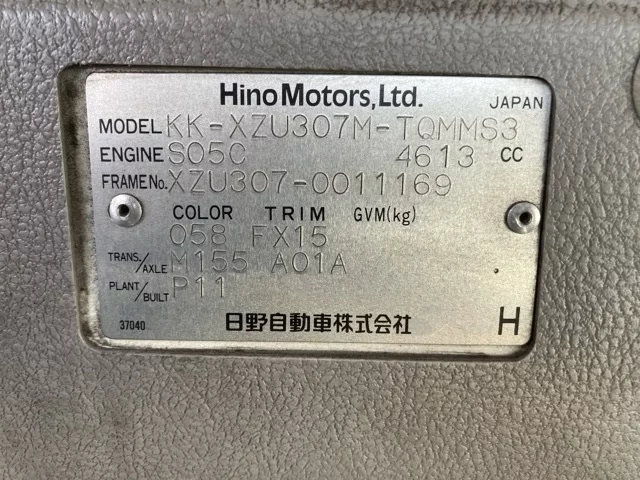 Hino Motors, Ltd. JAPAN
MODEL KK-XZU307M-TQMMS3
ENGINE S05C 4613 CC
FRAME No. XZU307-0011169
COLOR TRIM GVM(kg)
058 FX15
TRANS./AXLE M155 A01A
PLANT/BUILT P11
37040 日野自動車株式会社 H